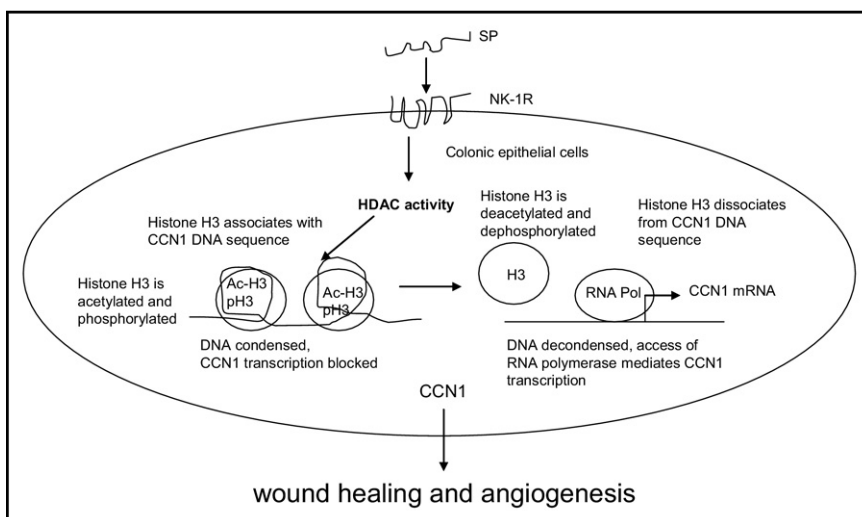 SP
NK-1R
Colonic epithelial cells
HDAC activity
Histone H3 associates with
CCN1 DNA sequence
Histone H3 is
acetylated and
phosphorylated
Ac-H3
pH3
Ac-H3
pH3
DNA condensed,
CCN1 transcription blocked
Histone H3 is
deacetylated and
dephosphorylated
Histone H3 dissociates
from CCN1 DNA
sequence
H3
RNA Pol
CCN1 mRNA
DNA decondensed, access of
RNA polymerase mediates CCN1
transcription
CCN1
wound healing and angiogenesis